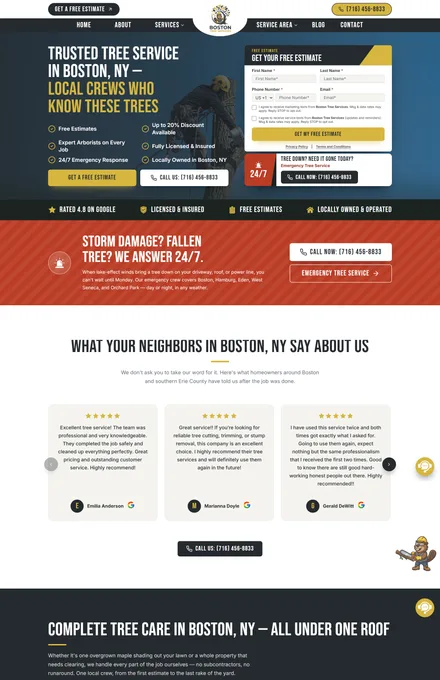 GET A FREE ESTIMATE
(716) 456-8833
HOME
ABOUT
SERVICES
BOSTON
SERVICE AREA
BLOG
CONTACT
TRUSTED TREE SERVICE
IN BOSTON, NY —
LOCAL CREWS WHO
KNOW THESE TREES
Free Estimates
Up to 20% Discount
Available
Expert Arborists on Every
Job
Fully Licensed & Insured
24/7 Emergency Response
Locally Owned in Boston, NY
GET A FREE ESTIMATE
CALL US: (716) 456-8833
FREE ESTIMATE
GET YOUR FREE ESTIMATE
First Name *
Last Name *
First Name
Last Name
Phone Number *
Email *
US +1
Phone Number*
Email*
GET MY FREE ESTIMATE
Privacy Policy | Terms and Conditions
24/7
TREE DOWN? NEED IT GONE TODAY?
Emergency Tree Service
CALL NOW: (716) 456-8833
RATED 4.8 ON GOOGLE
LICENSED & INSURED
FREE ESTIMATES
LOCALLY OWNED & OPERATED
STORM DAMAGE? FALLEN
TREE? WE ANSWER 24/7.
When lake-effect winds bring a tree down on your driveway, roof, or power line, you
can't wait until Monday. Our emergency crew covers Boston, Hamburg, Eden, West
Seneca, and Orchard Park — day or night, in any weather.
CALL NOW: (716) 456-8833
EMERGENCY TREE SERVICE
WHAT YOUR NEIGHBORS IN BOSTON, NY SAY ABOUT US
We don't ask you to take our word for it. Here's what homeowners around Boston
and southern Erie County have told us after the job was done.
Excellent tree service! The team was
professional and very knowledgeable.
They completed the job safely and
cleaned up everything perfectly. Great
pricing and outstanding customer
service. Highly recommend!
E
Emilia Anderson
Great service!! If you're looking for
reliable tree cutting, trimming, or stump
removal, this company is an excellent
choice. I highly recommend their tree
services and will definitely use them
again in the future!
M
Marianna Doyle
I have used this service twice and both
times got exactly what I asked for.
Going to use them again, expect
nothing but the same professionalism
that I received the first two times. Good
to know there are still good hard-
working honest people out there. Highly
recommended!!
G
Gerald DeWitt
CALL US: (716) 456-8833
COMPLETE TREE CARE IN BOSTON, NY — ALL UNDER ONE ROOF
Whether it's one overgrown maple shading out your lawn or a whole property that
needs clearing, we handle every part of the job ourselves — no subcontractors, no
runaround. One local crew, from the first estimate to the last rake of the yard.